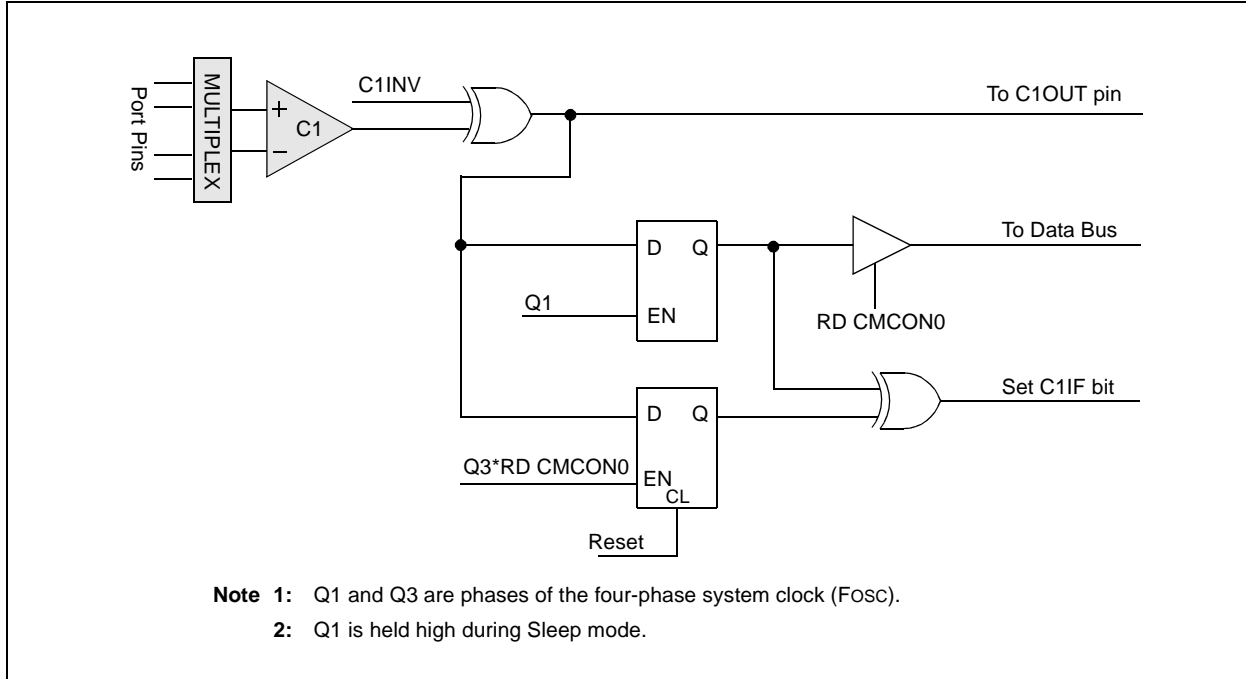 Port Pins
MULTIPLEX
+
−
C1
C1INV
To C1OUT pin
D Q
EN
Q1
To Data Bus
RD CMCON0
D Q
EN
CL
Q3*RD CMCON0
Set C1IF bit
Reset
Note 1: Q1 and Q3 are phases of the four-phase system clock (FOSC).
2: Q1 is held high during Sleep mode.